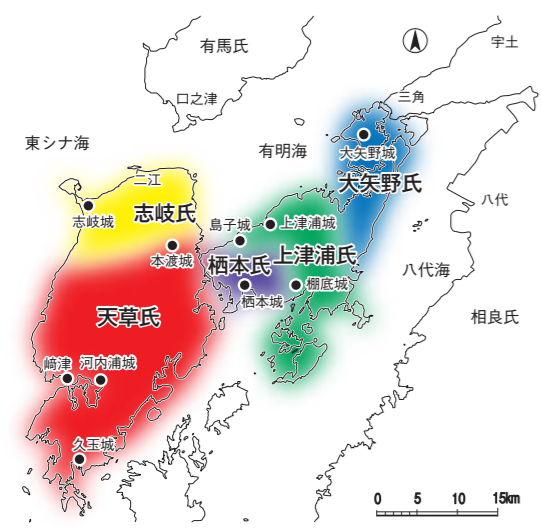 有馬氏
宇土
口之津
三角
東シナ海
有明海
大矢野城
二江
大矢野氏
志岐氏
八代
志岐城
島子城
上津浦城
本渡城
栖本氏
上津浦氏
八代海
棚底城
栖本城
天草氏
相良氏
﨑津
河内浦城
久玉城
0 5 10 15km